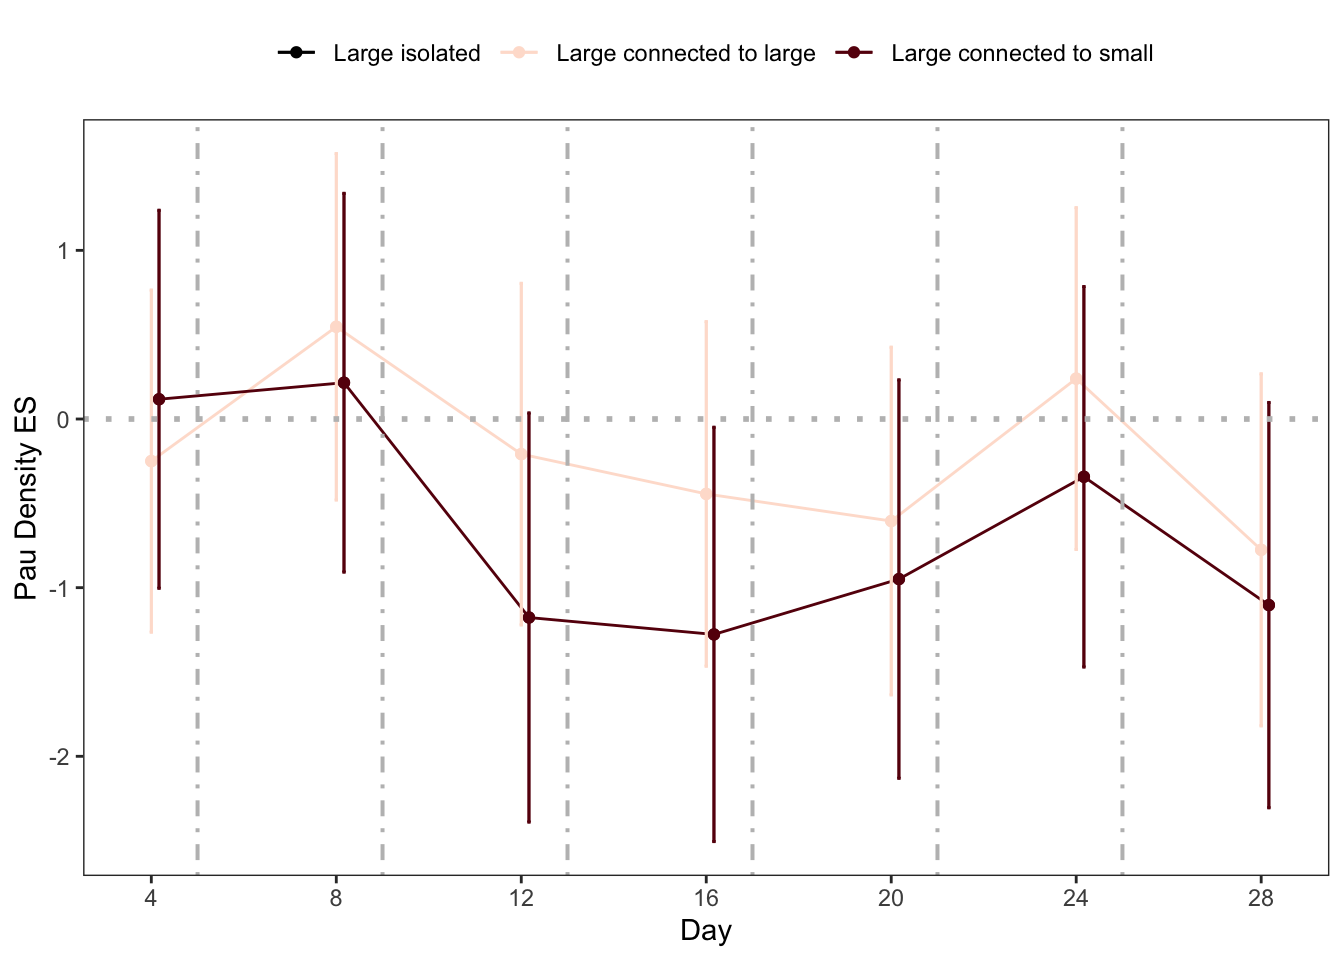 Large isolated Large connected to large Large connected to small
Pau Density ES
1
0
-1
-2
4 8 12 16 20 24 28
Day